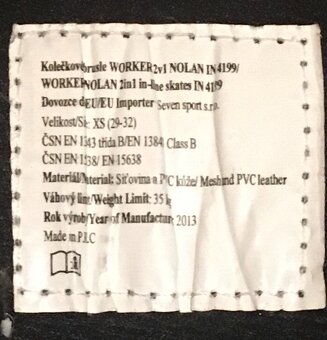 Kolečkové brusle WORKER 2v1 NOLAN IN 4199/
WORKER NOLAN 2in1 in-line skates IN 4199
Dovozce do EU/EU Importer Seven sport s.r.o.
Velikost/Size XS (29-32)
ČSN EN 13843 třída B/EN 13843 Class B
ČSN EN 15638/ EN 15638
Materiál/Material: Síťovina a PVC kůže/ Mesh and PVC leather
Váhový limit/Weight Limit: 35 kg
Rok výroby/Year of Manufacture 2013
Made in P.R.C